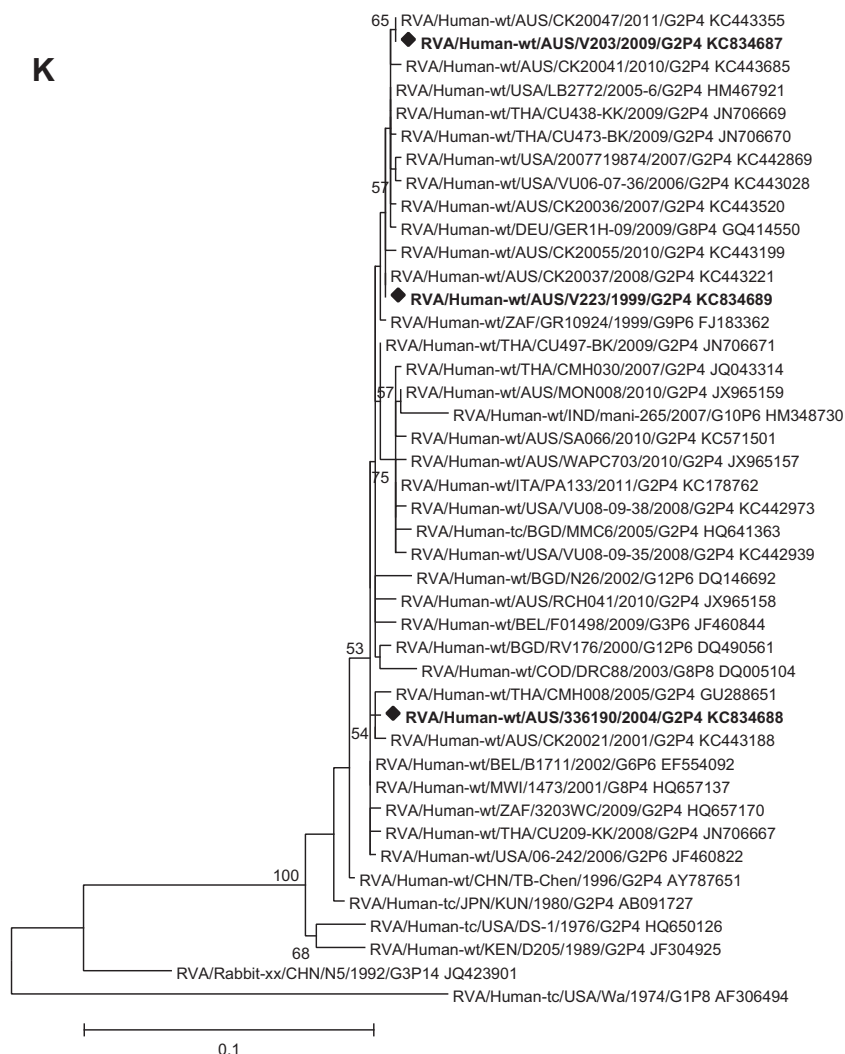 65
RVA/Human-wt/AUS/CK20047/2011/G2P4 KC443355
RVA/Human-wt/AUS/V203/2009/G2P4 KC834687
K
RVA/Human-wt/AUS/CK20041/2010/G2P4 KC443685
RVA/Human-wt/USA/LB2772/2005-6/G2P4 HM467921
RVA/Human-wt/THA/CU438-KK/2009/G2P4 JN706669
RVA/Human-wt/THA/CU473-BK/2009/G2P4 JN706670
RVA/Human-wt/USA/2007719874/2007/G2P4 KC442869
57
RVA/Human-wt/USA/VU06-07-36/2006/G2P4 KC443028
RVA/Human-wt/AUS/CK20036/2007/G2P4 KC443520
RVA/Human-wt/DEU/GER1H-09/2009/G8P4 GQ414550
RVA/Human-wt/AUS/CK20055/2010/G2P4 KC443199
RVA/Human-wt/AUS/CK20037/2008/G2P4 KC443221
RVA/Human-wt/AUS/V223/1999/G2P4 KC834689
RVA/Human-wt/ZAF/GR10924/1999/G9P6 FJ183362
RVA/Human-wt/THA/CU497-BK/2009/G2P4 JN706671
RVA/Human-wt/THA/CMH030/2007/G2P4 JQ043314
57
RVA/Human-wt/AUS/MON008/2010/G2P4 JX965159
RVA/Human-wt/IND/mani-265/2007/G10P6 HM348730
RVA/Human-wt/AUS/SA066/2010/G2P4 KC571501
RVA/Human-wt/AUS/WAPC703/2010/G2P4 JX965157
75
RVA/Human-wt/ITA/PA133/2011/G2P4 KC178762
RVA/Human-wt/USA/VU08-09-38/2008/G2P4 KC442973
RVA/Human-tc/BGD/MMC6/2005/G2P4 HQ641363
RVA/Human-wt/USA/VU08-09-35/2008/G2P4 KC442939
RVA/Human-wt/BGD/N26/2002/G12P6 DQ146692
RVA/Human-wt/AUS/RCH041/2010/G2P4 JX965158
RVA/Human-wt/BEL/F01498/2009/G3P6 JF460844
53
RVA/Human-wt/BGD/RV176/2000/G12P6 DQ490561
RVA/Human-wt/COD/DRC88/2003/G8P8 DQ005104
RVA/Human-wt/THA/CMH008/2005/G2P4 GU288651
RVA/Human-wt/AUS/336190/2004/G2P4 KC834688
54
RVA/Human-wt/AUS/CK20021/2001/G2P4 KC443188
RVA/Human-wt/BEL/B1711/2002/G6P6 EF554092
RVA/Human-wt/MWI/1473/2001/G8P4 HQ657137
RVA/Human-wt/ZAF/3203WC/2009/G2P4 HQ657170
RVA/Human-wt/THA/CU209-KK/2008/G2P4 JN706667
RVA/Human-wt/USA/06-242/2006/G2P6 JF460822
100
RVA/Human-wt/CHN/TB-Chen/1996/G2P4 AY787651
RVA/Human-tc/JPN/KUN/1980/G2P4 AB091727
RVA/Human-tc/USA/DS-1/1976/G2P4 HQ650126
68
RVA/Human-wt/KEN/D205/1989/G2P4 JF304925
RVA/Rabbit-xx/CHN/N5/1992/G3P14 JQ423901
RVA/Human-tc/USA/Wa/1974/G1P8 AF306494
0.1